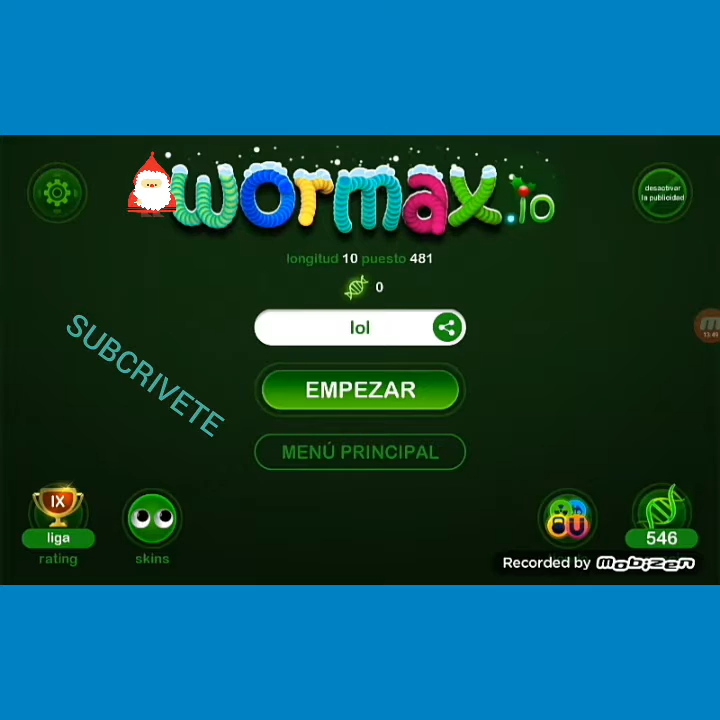 wormax.io
desactivar
la publicidad
longitud 10 puesto 481
0
lol
SUBCRIVETE
EMPEZAR
MENÚ PRINCIPAL
IX
liga
rating
skins
546
Recorded by mobizen